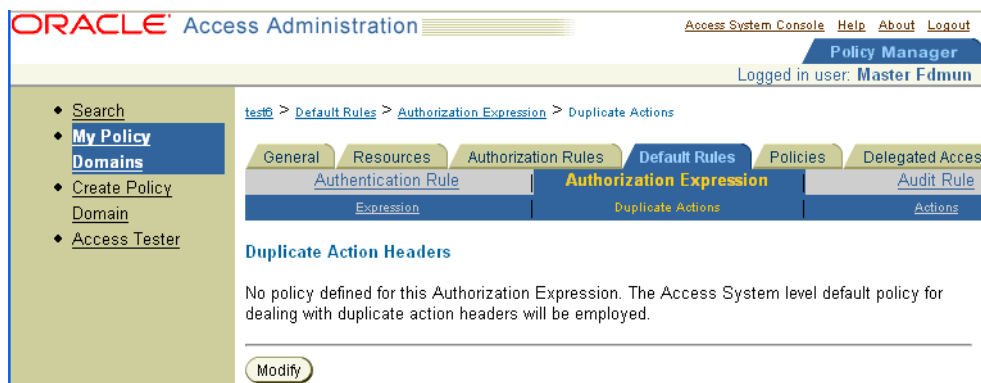 ORACLE Access Administration
Access System Console Help About Logout
Policy Manager
Logged in user: Master Fdmun
Search
My Policy
Domains
Create Policy
Domain
Access Tester
test6 > Default Rules > Authorization Expression > Duplicate Actions
General Resources Authorization Rules Default Rules Policies Delegated Acces
Authentication Rule Authorization Expression Audit Rule
Expression Duplicate Actions Actions
Duplicate Action Headers
No policy defined for this Authorization Expression. The Access System level default policy for
dealing with duplicate action headers will be employed.
Modify